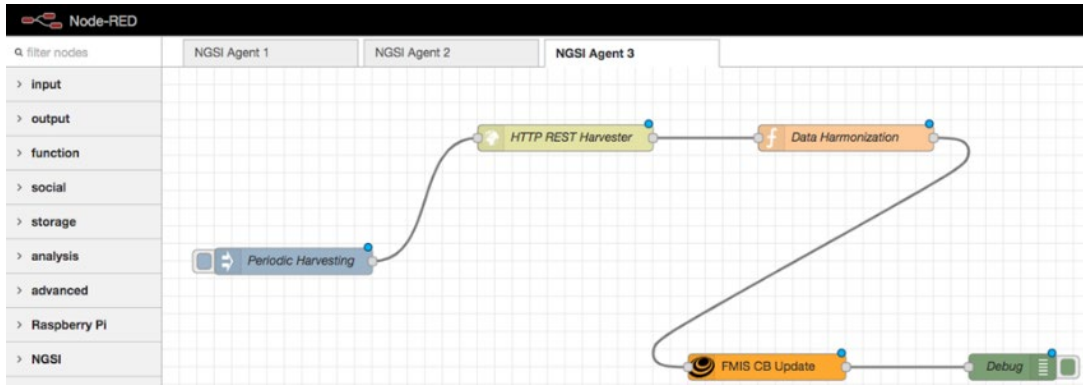 Node-RED
filter nodes
NGSI Agent 1
NGSI Agent 2
NGSI Agent 3
> input
> output
> function
> social
> storage
> analysis
> advanced
> Raspberry Pi
> NGSI
HTTP REST Harvester
Data Harmonization
Periodic Harvesting
FMIS CB Update
Debug